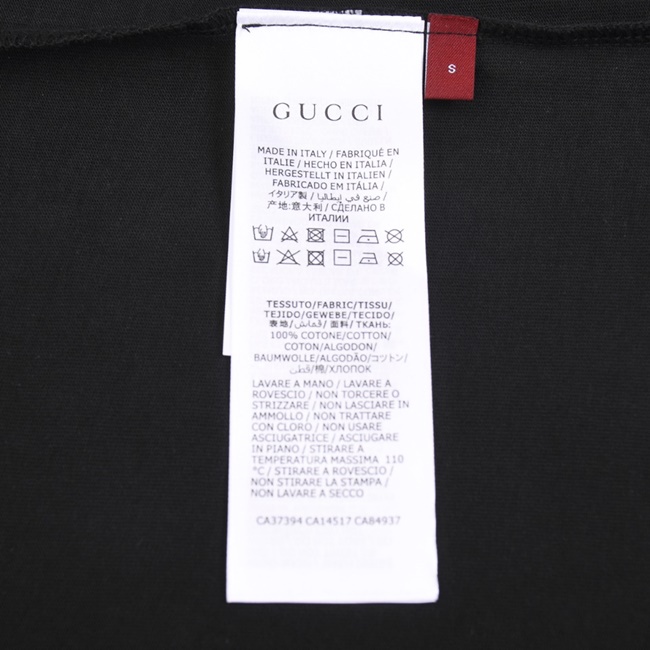 S
GUCCI
MADE IN ITALY / FABRIQUÉ EN
ITALIE / HECHO EN ITALIA /
HERGESTELLT IN ITALIEN /
FABRICADO EM ITÁLIA /
イタリア製 / صنع في إيطاليا /
产地:意大利 / СДЕЛАНО В
ИТАЛИИ
TESSUTO/FABRIC/TISSU/
TEJIDO/GEWEBE/TECIDO/
表地/قماش/ 面料 / ТКАНЬ:
100% COTONE/COTTON/
COTON/ALGODON/
BAUMWOLLE/ALGODÃO/コットン/
قطن/棉/ХЛОПОК
LAVARE A MANO / LAVARE A
ROVESCIO / NON TORCERE O
STRIZZARE / NON LASCIARE IN
AMMOLLO / NON TRATTARE
CON CLORO / NON USARE
ASCIUGATRICE / ASCIUGARE
IN PIANO / STIRARE A
TEMPERATURA MASSIMA 110
°C / STIRARE A ROVESCIO /
NON STIRARE LA STAMPA /
NON LAVARE A SECCO
CA37394 CA14517 CA84937